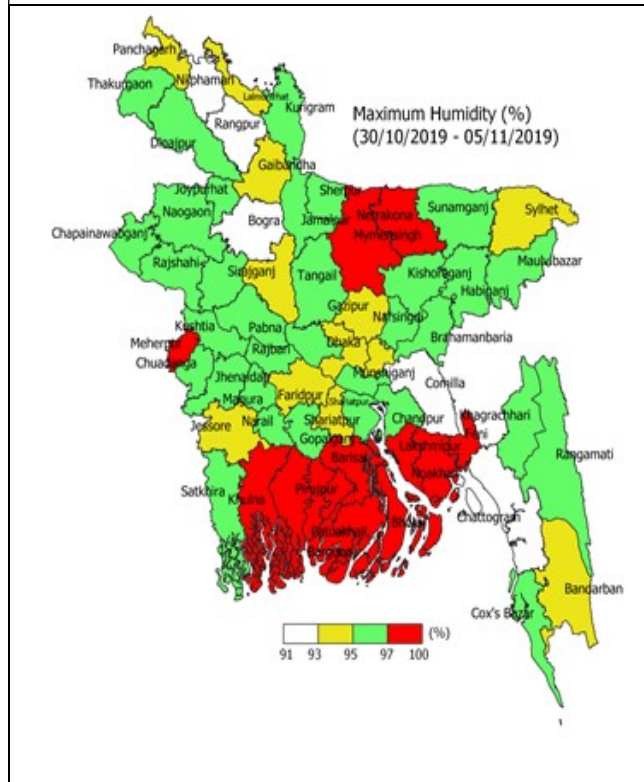 Panchagarh
Thakurgaon
Nilphamari
Lalmonirhat
Kurigram
Rangpur
Dinajpur
Maximum Humidity (%)
(30/10/2019 - 05/11/2019)
Gaibandha
Joypurhat
Sherpur
Netrakona
Sunamganj
Sylhet
Naogaon
Bogra
Jamalpur
Mymensingh
Chapainawabganj
Rajshahi
Sirajganj
Tangail
Kishoreganj
Maulabazar
Habiganj
Gazipur
Narsingdi
Kushtia
Pabna
Dhaka
Brahamanbaria
Meherpur
Rajbari
Chuadanga
Jhenaidah
Munshiganj
Comilla
Magura
Faridpur
Shariatpur
Khagrachhari
Jessore
Narail
Shariatpur
Chandpur
Feni
Gopalganj
Lakshmipur
Rangamati
Barisal
Noakhali
Satkhira
Khulna
Pirojpur
Patuakhali
Bhola
Chattogram
Barguna
Bandarban
Cox's Bazar
(%)
91 93 95 97 100